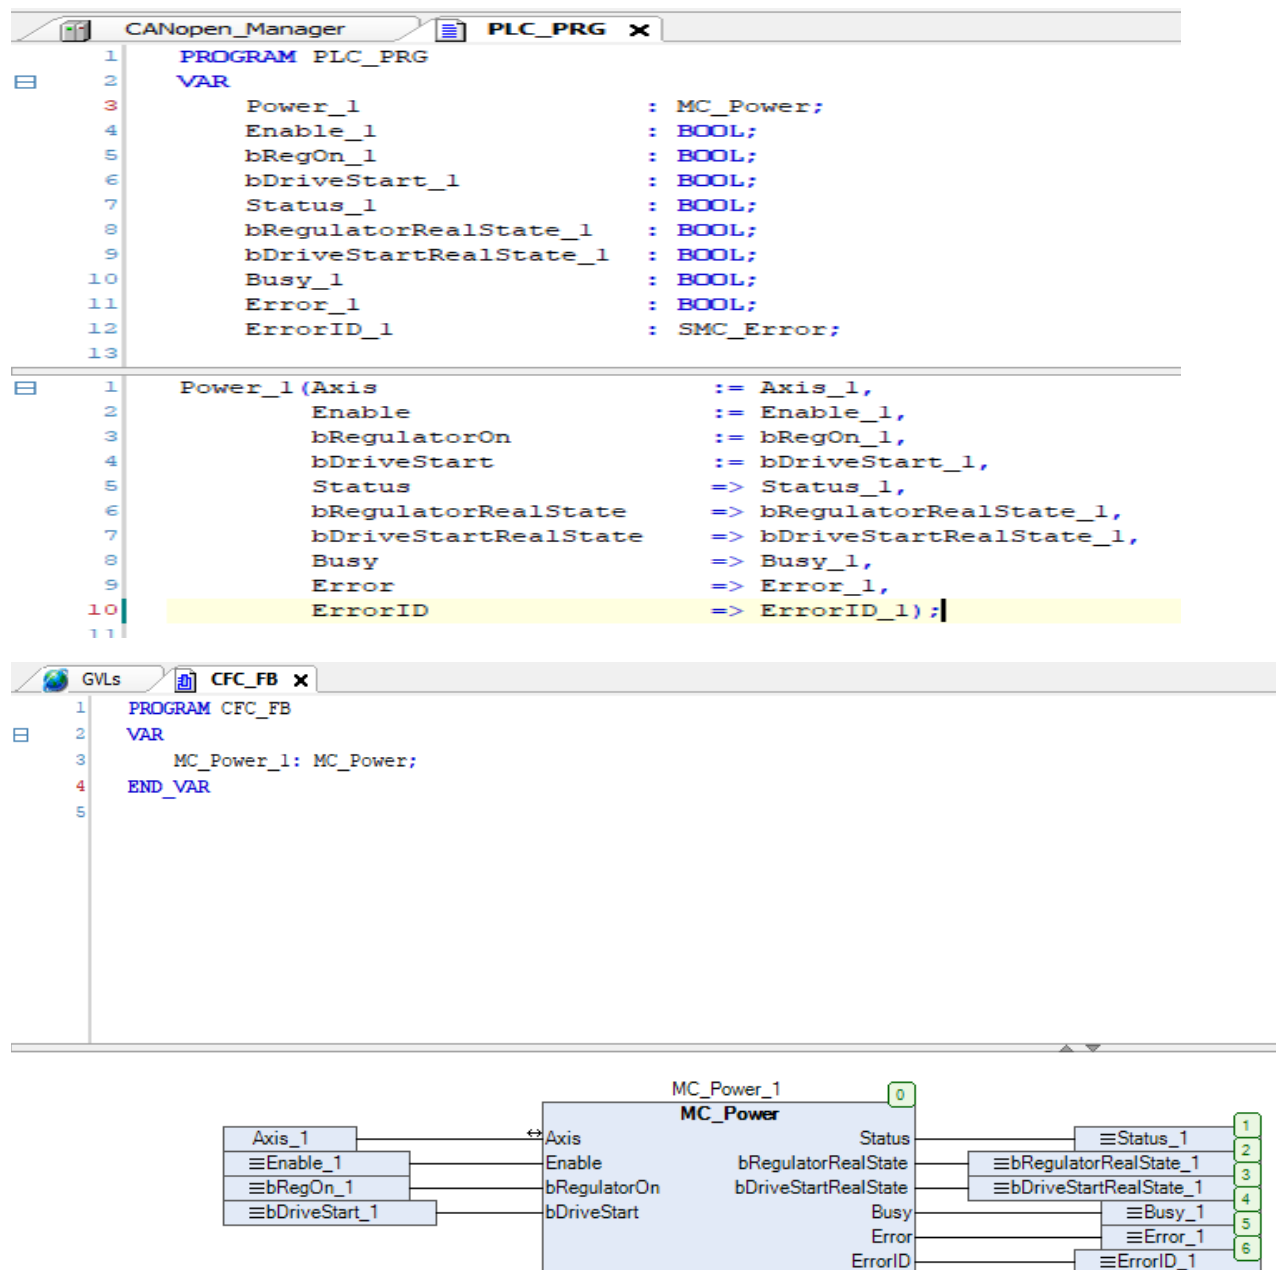 CANopen_Manager PLC_PRG
1 PROGRAM PLC_PRG
2 VAR
3 Power_1 : MC_Power;
4 Enable_1 : BOOL;
5 bRegOn_1 : BOOL;
6 bDriveStart_1 : BOOL;
7 Status_1 : BOOL;
8 bRegulatorRealState_1 : BOOL;
9 bDriveStartRealState_1 : BOOL;
10 Busy_1 : BOOL;
11 Error_1 : BOOL;
12 ErrorID_1 : SMC_Error;
13
1 Power_1(Axis := Axis_1,
2 Enable := Enable_1,
3 bRegulatorOn := bRegOn_1,
4 bDriveStart := bDriveStart_1,
5 Status => Status_1,
6 bRegulatorRealState => bRegulatorRealState_1,
7 bDriveStartRealState => bDriveStartRealState_1,
8 Busy => Busy_1,
9 Error => Error_1,
10 ErrorID => ErrorID_1);
11
GVLs CFC_FB
1 PROGRAM CFC_FB
2 VAR
3 MC_Power_1: MC_Power;
4 END_VAR
5
MC_Power_1 0
MC_Power
Axis_1 Axis Status Status_1 1
Enable_1 Enable bRegulatorRealState bRegulatorRealState_1 2
bRegOn_1 bRegulatorOn bDriveStartRealState bDriveStartRealState_1 3
bDriveStart_1 bDriveStart Busy Busy_1 4
Error Error_1 5
ErrorID ErrorID_1 6